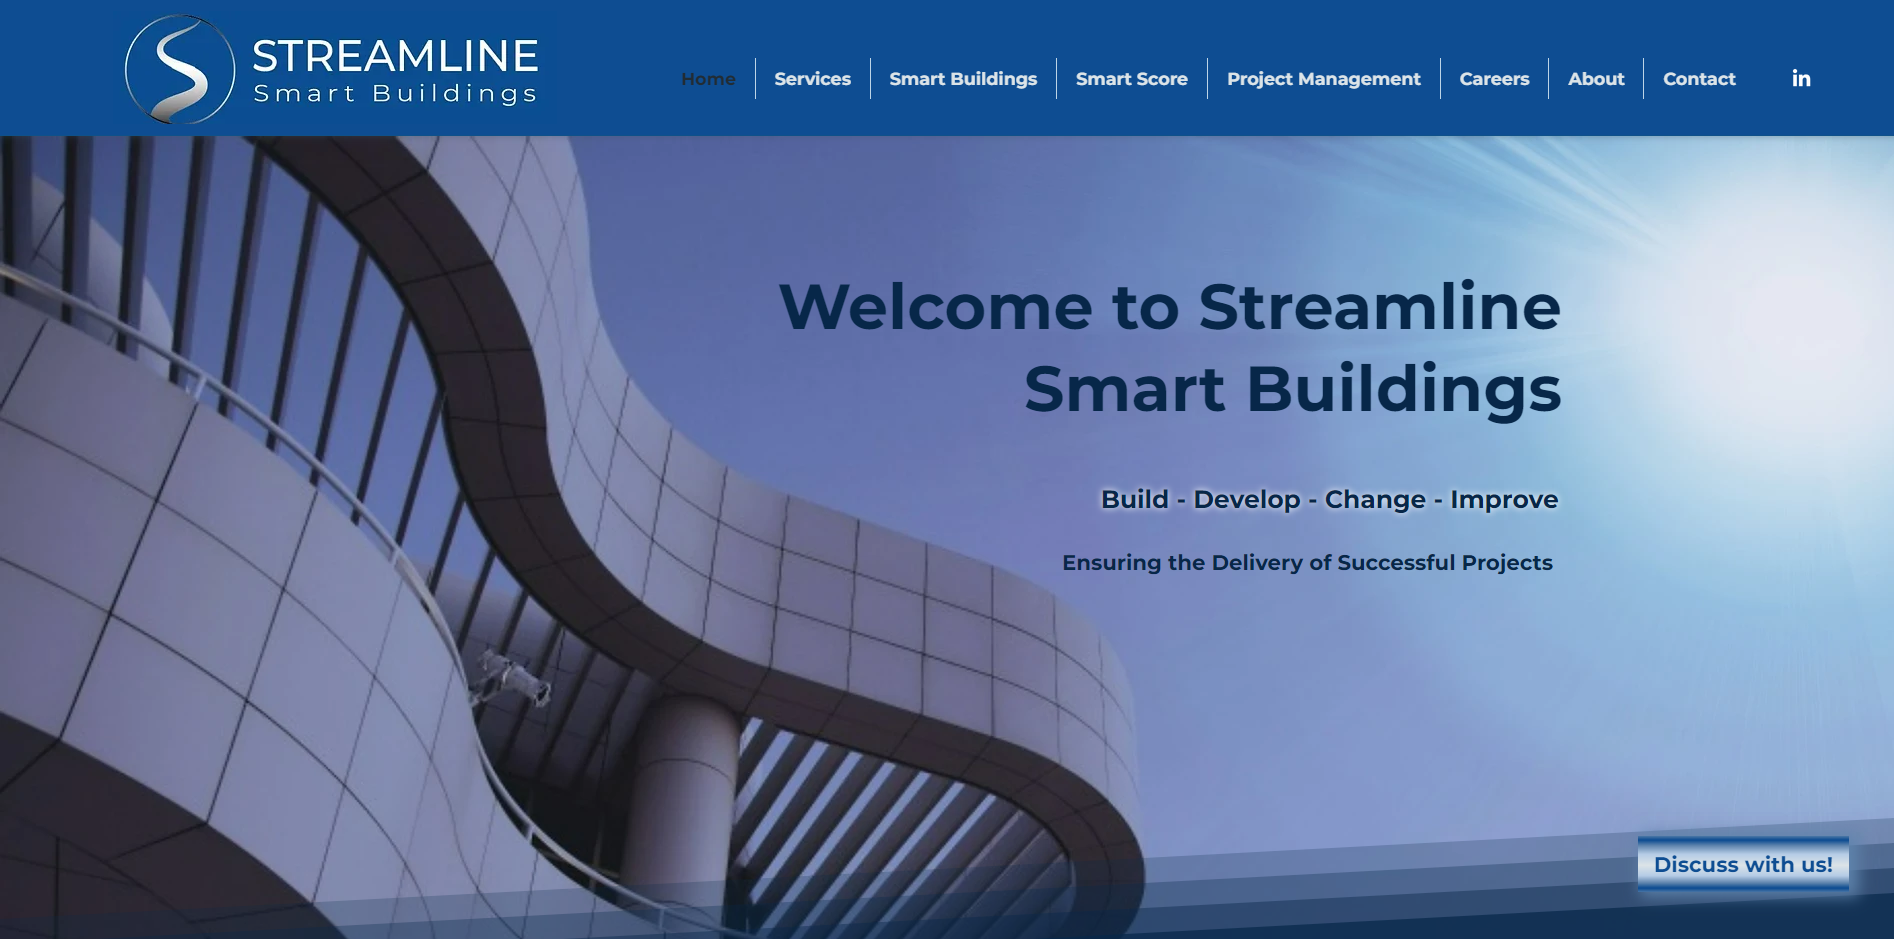 STREAMLINE
Smart Buildings
Home
Services
Smart Buildings
Smart Score
Project Management
Careers
About
Contact
in
Welcome to Streamline
Smart Buildings
Build - Develop - Change - Improve
Ensuring the Delivery of Successful Projects
Discuss with us!